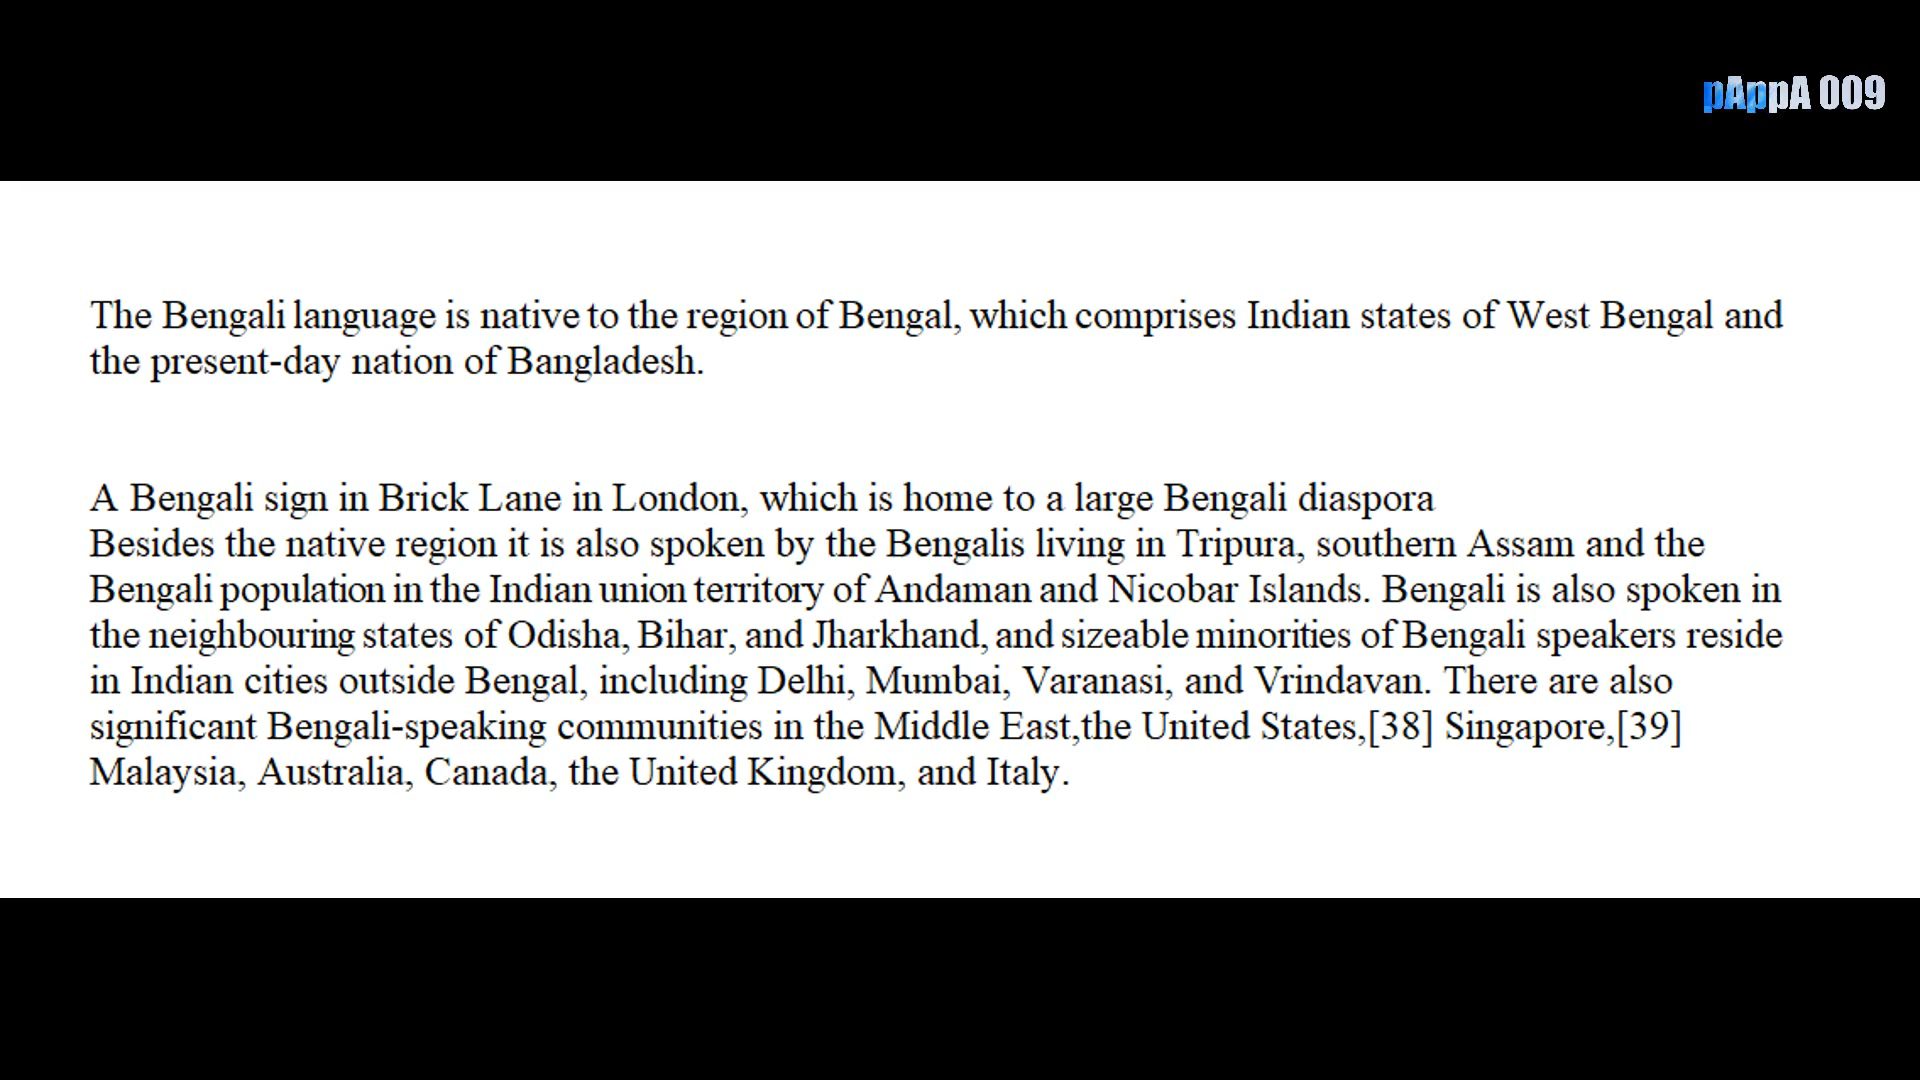 pAppA 009
The Bengali language is native to the region of Bengal, which comprises Indian states of West Bengal and
the present-day nation of Bangladesh.
A Bengali sign in Brick Lane in London, which is home to a large Bengali diaspora
Besides the native region it is also spoken by the Bengalis living in Tripura, southern Assam and the
Bengali population in the Indian union territory of Andaman and Nicobar Islands. Bengali is also spoken in
the neighbouring states of Odisha, Bihar, and Jharkhand, and sizeable minorities of Bengali speakers reside
in Indian cities outside Bengal, including Delhi, Mumbai, Varanasi, and Vrindavan. There are also
significant Bengali-speaking communities in the Middle East,the United States,[38] Singapore,[39]
Malaysia, Australia, Canada, the United Kingdom, and Italy.